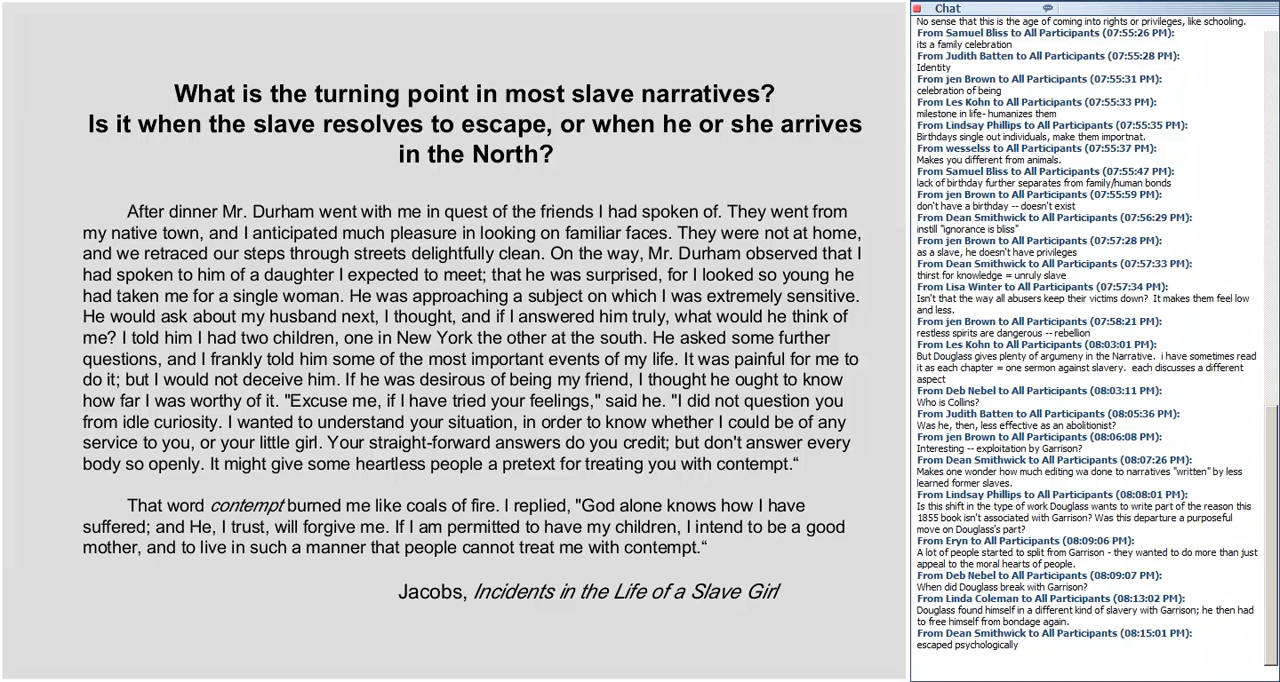 What is the turning point in most slave narratives?
Is it when the slave resolves to escape, or when he or she arrives
in the North?
After dinner Mr. Durham went with me in quest of the friends I had spoken of. They went from
my native town, and I anticipated much pleasure in looking on familiar faces. They were not at home,
and we retraced our steps through streets delightfully clean. On the way, Mr. Durham observed that I
had spoken to him of a daughter I expected to meet; that he was surprised, for I looked so young he
had taken me for a single woman. He was approaching a subject on which I was extremely sensitive.
He would ask about my husband next, I thought, and if I answered him truly, what would he think of
me? I told him I had two children, one in New York the other at the south. He asked some further
questions, and I frankly told him some of the most important events of my life. It was painful for me to
do it; but I would not deceive him. If he was desirous of being my friend, I thought he ought to know
how far I was worthy of it. "Excuse me, if I have tried your feelings," said he. "I did not question you
from idle curiosity. I wanted to understand your situation, in order to know whether I could be of any
service to you, or your little girl. Your straight-forward answers do you credit; but don't answer every
body so openly. It might give some heartless people a pretext for treating you with contempt.“
That word contempt burned me like coals of fire. I replied, "God alone knows how I have
suffered; and He, I trust, will forgive me. If I am permitted to have my children, I intend to be a good
mother, and to live in such a manner that people cannot treat me with contempt.“
Jacobs, Incidents in the Life of a Slave Girl
Chat
No sense that this is the age of coming into rights or privileges, like schooling.
From Samuel Bliss to All Participants (07:55:26 PM):
its a family celebration
From Judith Batten to All Participants (07:55:28 PM):
Identity
From jen Brown to All Participants (07:55:31 PM):
celebration of being
From Les Kohn to All Participants (07:55:33 PM):
milestone in life- humanizes them
From Lindsay Phillips to All Participants (07:55:35 PM):
Birthdays single out individuals, make them importnat.
From wesselss to All Participants (07:55:37 PM):
Makes you different from animals.
From Samuel Bliss to All Participants (07:55:47 PM):
lack of birthday further separates from family/human bonds
From jen Brown to All Participants (07:55:59 PM):
don't have a birthday -- doesn't exist
From Dean Smithwick to All Participants (07:56:29 PM):
instill "ignorance is bliss"
From jen Brown to All Participants (07:57:28 PM):
as a slave, he doesn't have privileges
From Dean Smithwick to All Participants (07:57:33 PM):
thirst for knowledge = unruly slave
From Lisa Winter to All Participants (07:57:34 PM):
Isn't that the way all abusers keep their victims down? It makes them feel low
and less.
From jen Brown to All Participants (07:58:21 PM):
restless spirits are dangerous -- rebellion
From Les Kohn to All Participants (08:03:01 PM):
But Douglass gives plenty of argumeny in the Narrative. i have sometimes read
it as each chapter = one sermon against slavery. each discusses a different
aspect
From Deb Nebel to All Participants (08:03:11 PM):
Who is Collins?
From Judith Batten to All Participants (08:05:36 PM):
Was he, then, less effective as an abolitionist?
From jen Brown to All Participants (08:06:08 PM):
Interesting -- exploitation by Garrison?
From Dean Smithwick to All Participants (08:07:26 PM):
Makes one wonder how much editing wa done to narratives "written" by less
learned former slaves.
From Lindsay Phillips to All Participants (08:08:01 PM):
Is this shift in the type of work Douglass wants to write part of the reason this
1855 book isn't associated with Garrison? Was this departure a purposeful
move on Douglass's part?
From Eryn to All Participants (08:09:06 PM):
A lot of people started to split from Garrison - they wanted to do more than just
appeal to the moral hearts of people.
From Deb Nebel to All Participants (08:09:07 PM):
When did Douglass break with Garrison?
From Linda Coleman to All Participants (08:13:02 PM):
Douglass found himself in a different kind of slavery with Garrison; he then had
to free himself from bondage again.
From Dean Smithwick to All Participants (08:15:01 PM):
escaped psychologically